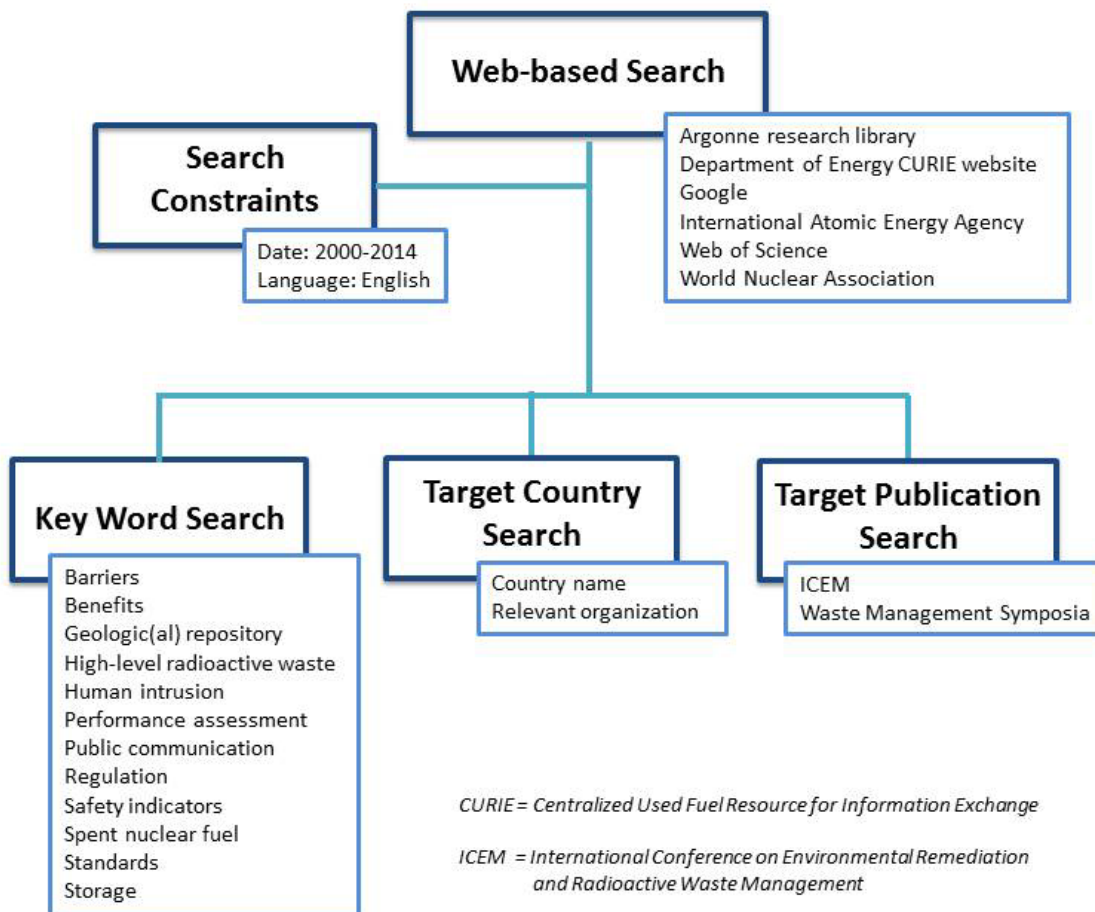 Web-based Search
Argonne research library
Department of Energy CURIE website
Google
International Atomic Energy Agency
Web of Science
World Nuclear Association
Search
Constraints
Date: 2000-2014
Language: English
Key Word Search
Barriers
Benefits
Geologic(al) repository
High-level radioactive waste
Human intrusion
Performance assessment
Public communication
Regulation
Safety indicators
Spent nuclear fuel
Standards
Storage
Target Country
Search
Country name
Relevant organization
Target Publication
Search
ICEM
Waste Management Symposia
CURIE = Centralized Used Fuel Resource for Information Exchange
ICEM = International Conference on Environmental Remediation
and Radioactive Waste Management